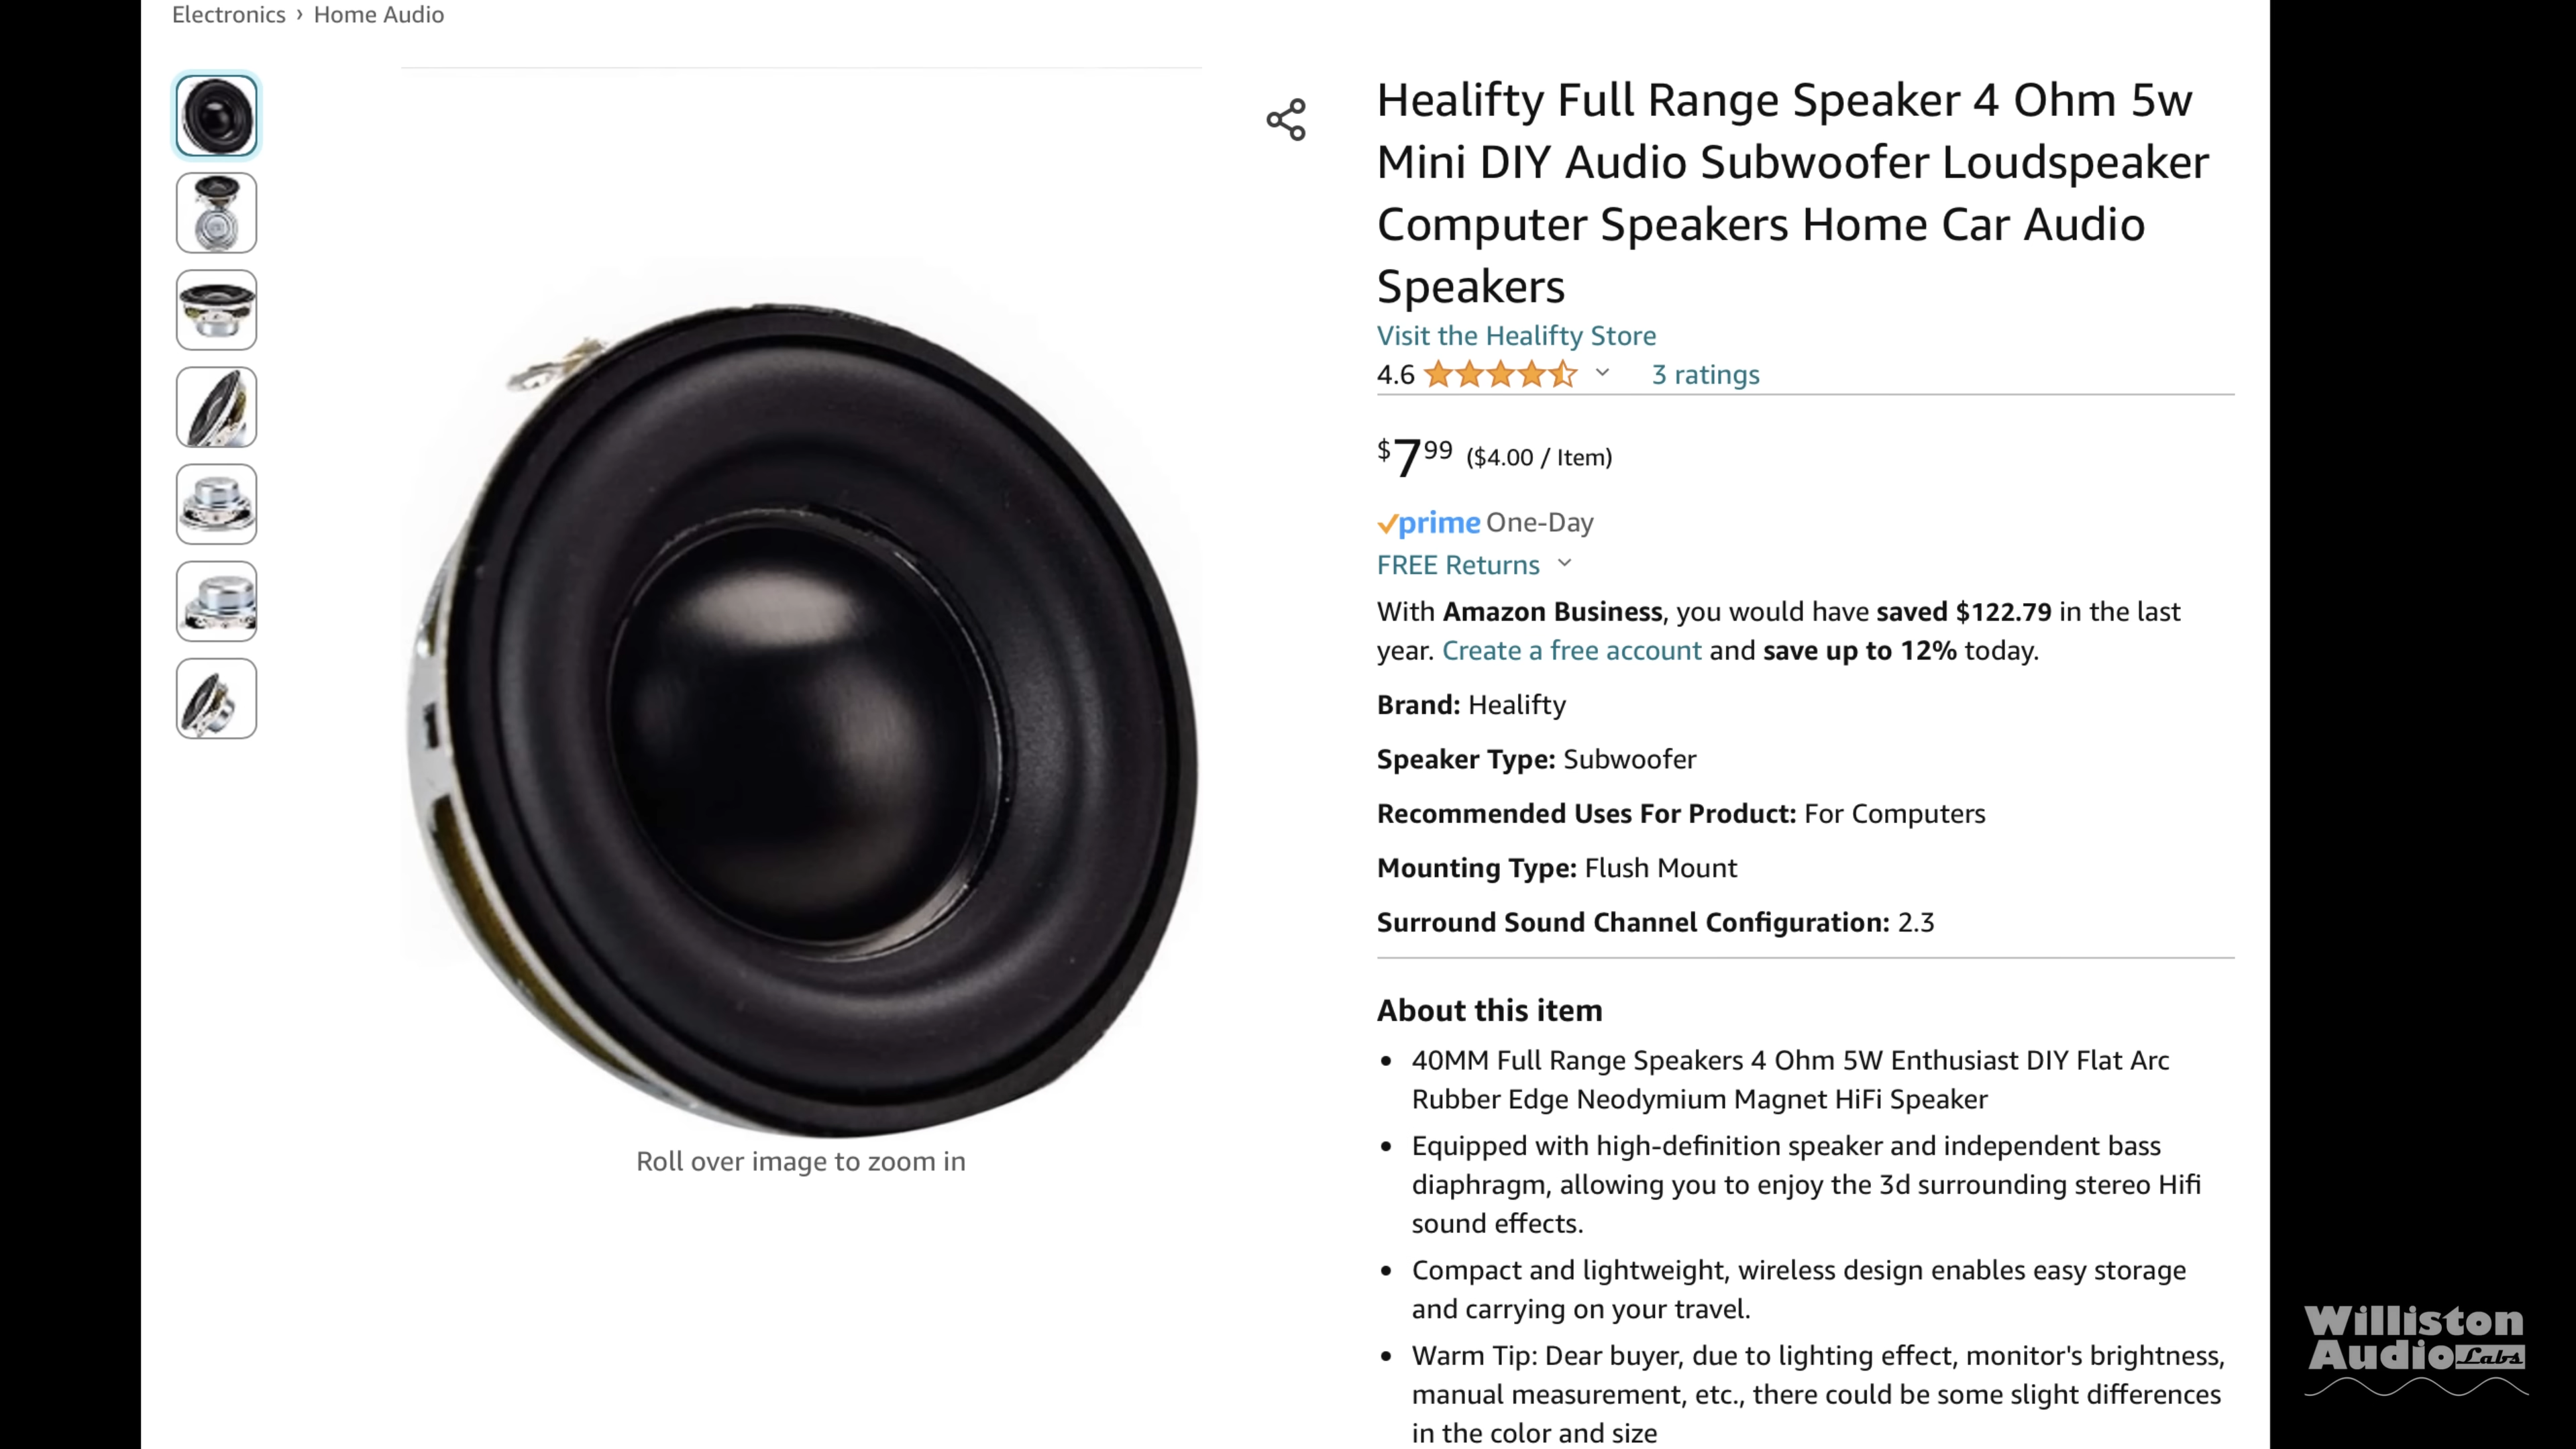 Electronics › Home Audio
Healifty Full Range Speaker 4 Ohm 5w
Mini DIY Audio Subwoofer Loudspeaker
Computer Speakers Home Car Audio
Speakers
Visit the Healifty Store
4.6 3 ratings
$7.99 ($4.00 / Item)
prime One-Day
FREE Returns
With Amazon Business, you would have saved $122.79 in the last
year. Create a free account and save up to 12% today.
Brand: Healifty
Speaker Type: Subwoofer
Recommended Uses For Product: For Computers
Mounting Type: Flush Mount
Surround Sound Channel Configuration: 2.3
About this item
• 40MM Full Range Speakers 4 Ohm 5W Enthusiast DIY Flat Arc
Rubber Edge Neodymium Magnet HiFi Speaker
• Equipped with high-definition speaker and independent bass
diaphragm, allowing you to enjoy the 3d surrounding stereo Hifi
sound effects.
• Compact and lightweight, wireless design enables easy storage
and carrying on your travel.
• Warm Tip: Dear buyer, due to lighting effect, monitor's brightness,
manual measurement, etc., there could be some slight differences
in the color and size
Roll over image to zoom in
Williston
Audio Labs